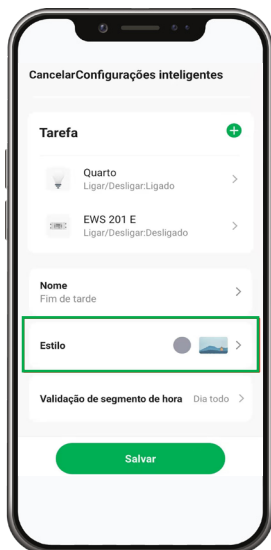 CancelarConfigurações inteligentes
Tarefa
Quarto
Ligar/Desligar:Ligado
EWS 201 E
Ligar/Desligar:Desligado
Nome
Fim de tarde
Estilo
Validação de segmento de hora Dia todo
Salvar